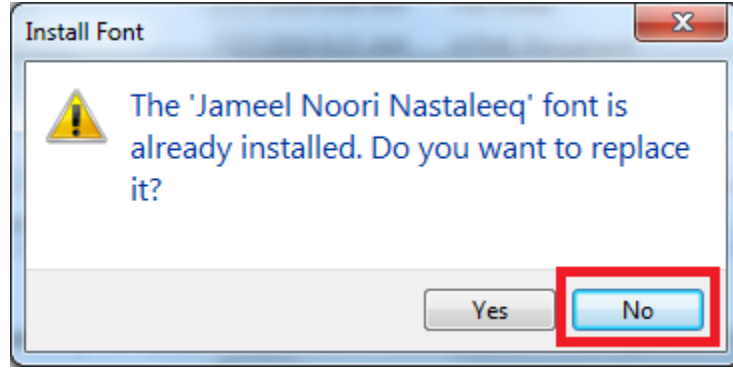 Install Font
The 'Jameel Noori Nastaleeq' font is
already installed. Do you want to replace
it?
Yes No